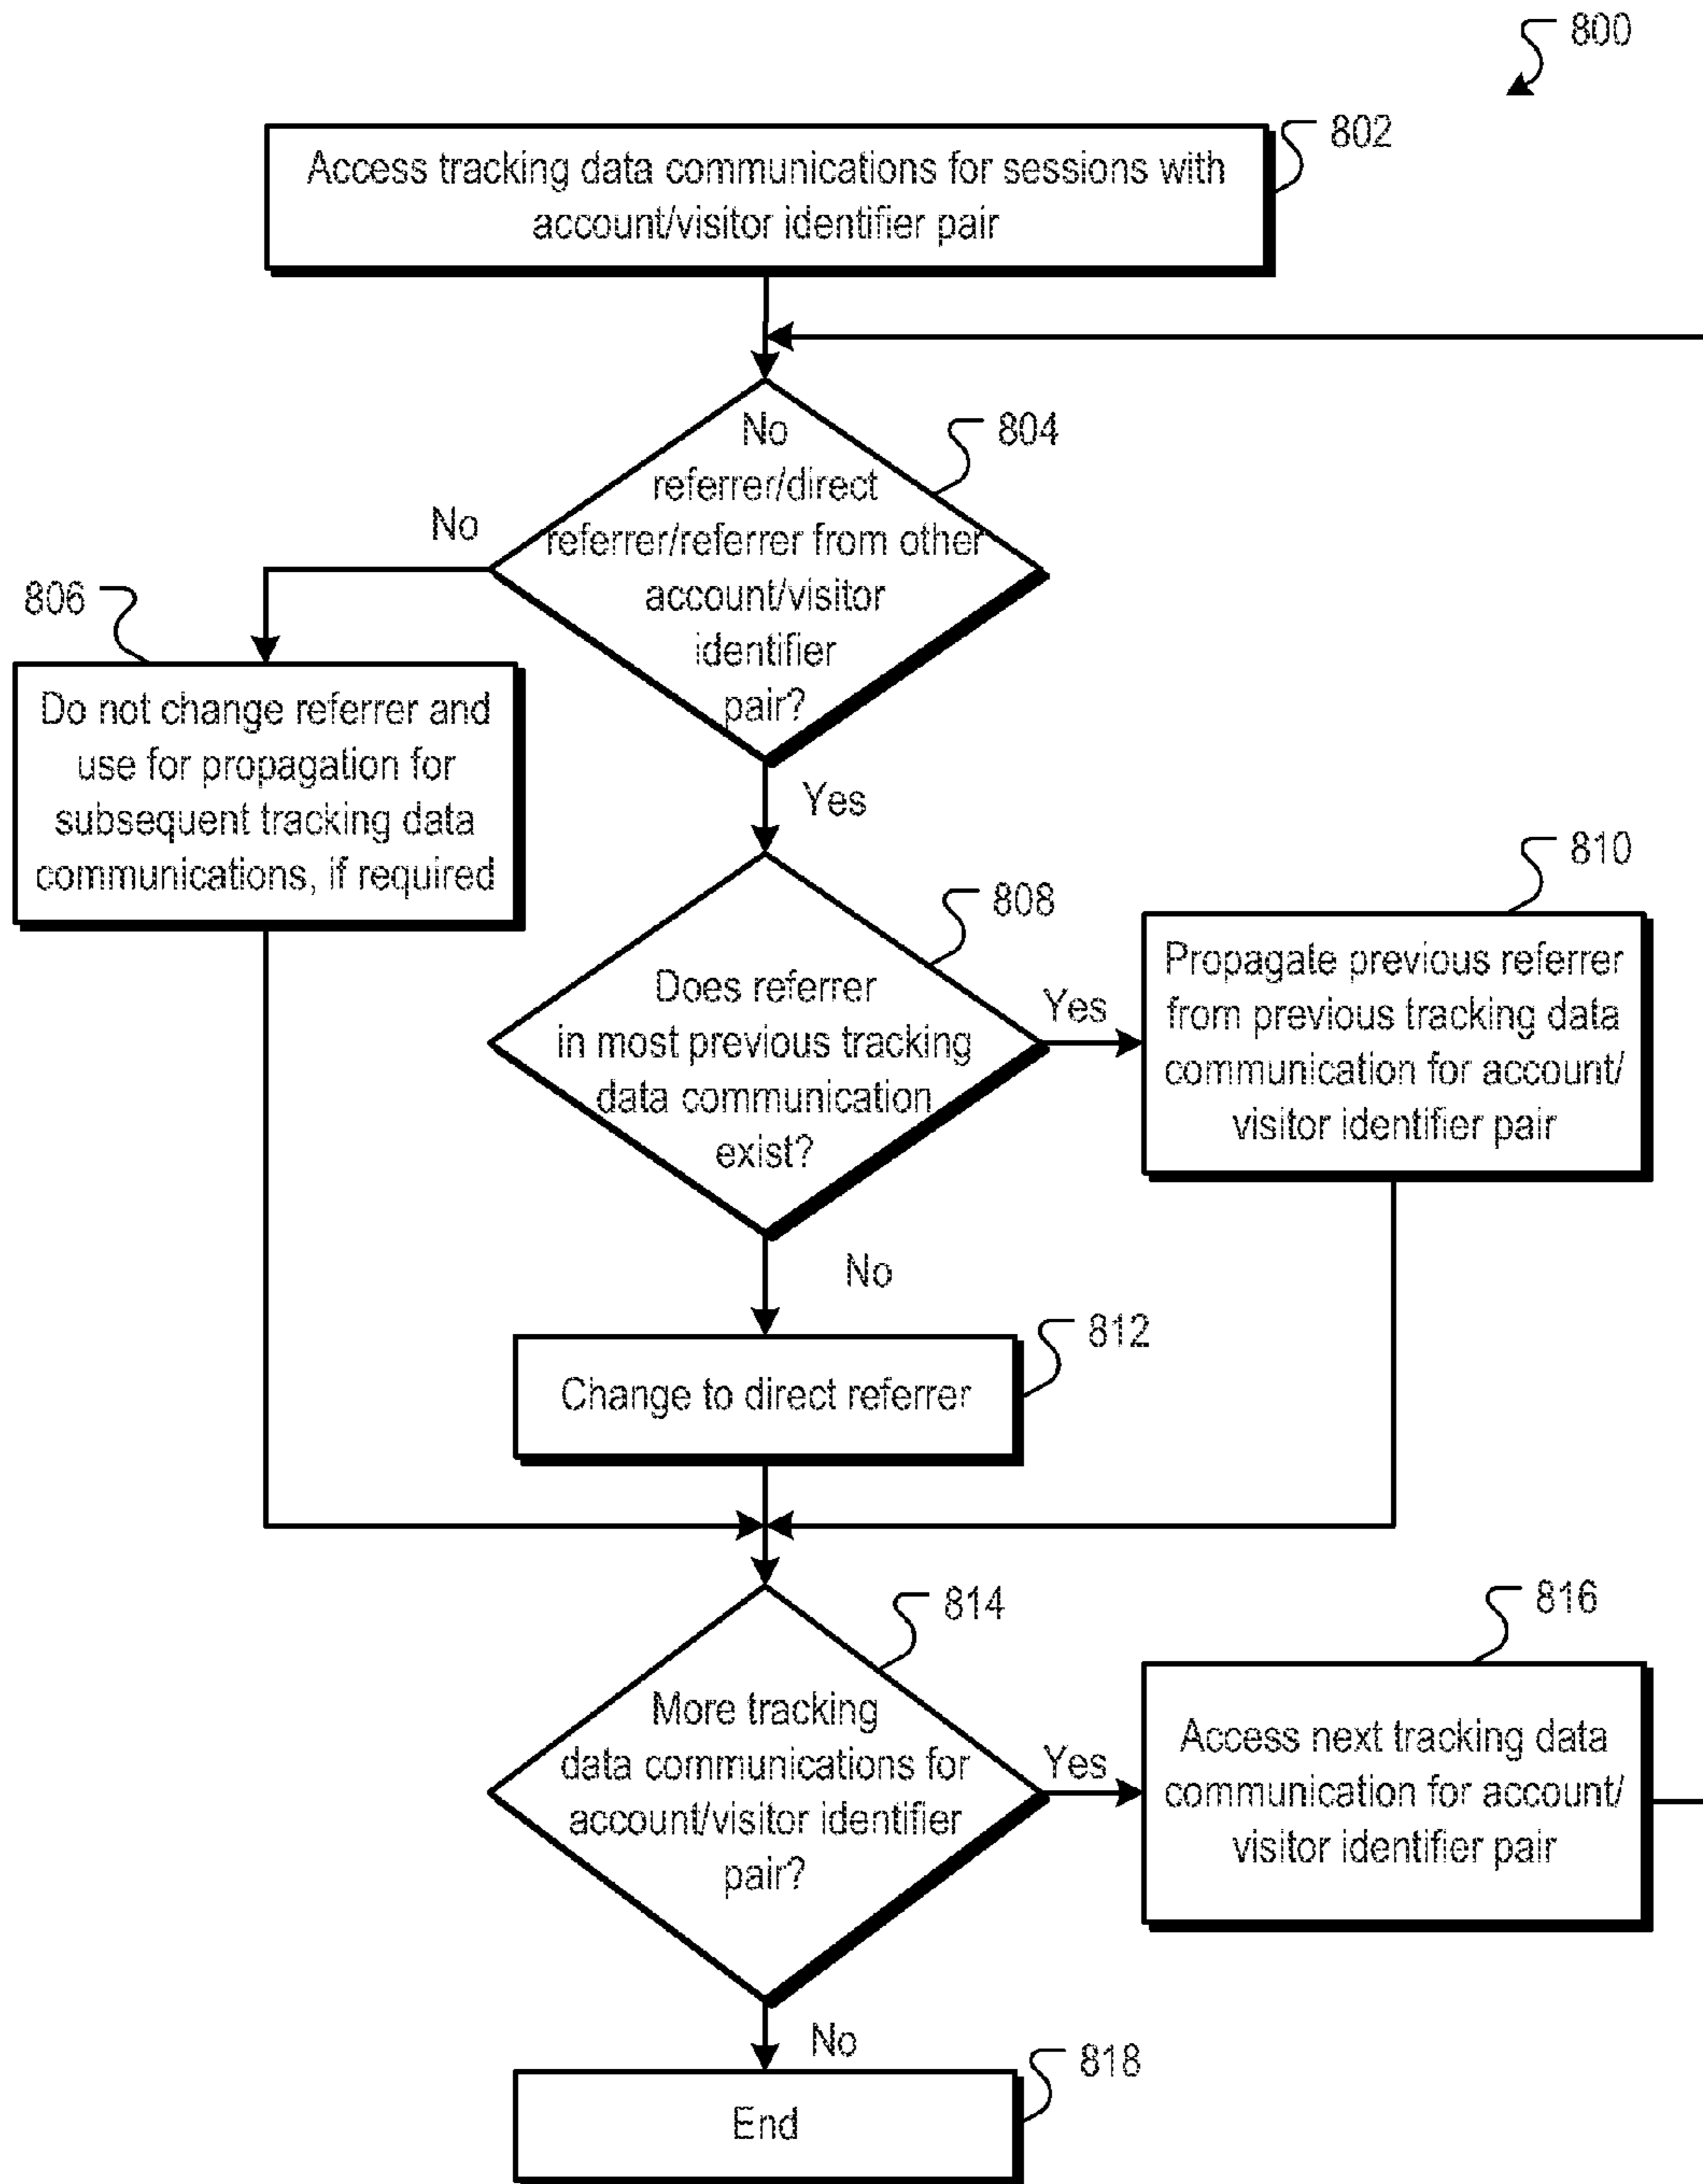 800
802
Access tracking data communications for sessions with
account/visitor identifier pair
804
No
referrer/direct
referrer/referrer from other
account/visitor
identifier
pair?
No
806
Do not change referrer and
use for propagation for
subsequent tracking data
communications, if required
Yes
808
Does referrer
in most previous tracking
data communication
exist?
Yes
810
Propagate previous referrer
from previous tracking data
communication for account/
visitor identifier pair
No
812
Change to direct referrer
814
More tracking
data communications for
account/visitor identifier
pair?
Yes
816
Access next tracking data
communication for account/
visitor identifier pair
No
818
End